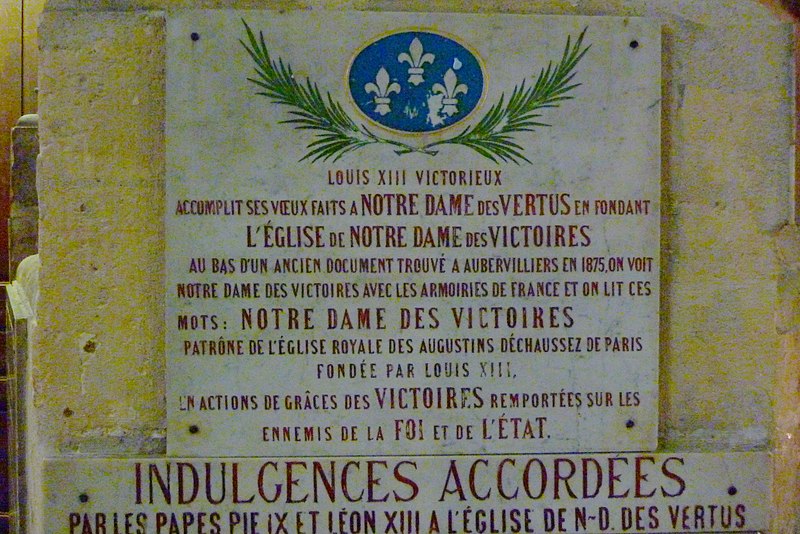 LOUIS XIII VICTORIEUX
ACCOMPLIT SES VŒUX FAITS A NOTRE DAME DES VERTUS EN FONDANT
L'ÉGLISE DE NOTRE DAME DES VICTOIRES
AU BAS D'UN ANCIEN DOCUMENT TROUVÉ A AUBERVILLIERS EN 1875, ON VOIT
NOTRE DAME DES VICTOIRES AVEC LES ARMOIRIES DE FRANCE ET ON LIT CES
MOTS: NOTRE DAME DES VICTOIRES
PATRÔNE DE L'ÉGLISE ROYALE DES AUGUSTINS DÉCHAUSSEZ DE PARIS
FONDÉE PAR LOUIS XIII,
EN ACTIONS DE GRÂCES DES VICTOIRES REMPORTÉES SUR LES
ENNEMIS DE LA FOI ET DE L'ÉTAT.
INDULGENCES ACCORDÉES
PAR LES PAPES PIE IX ET LÉON XIII A L'ÉGLISE DE N~D. DES VERTUS